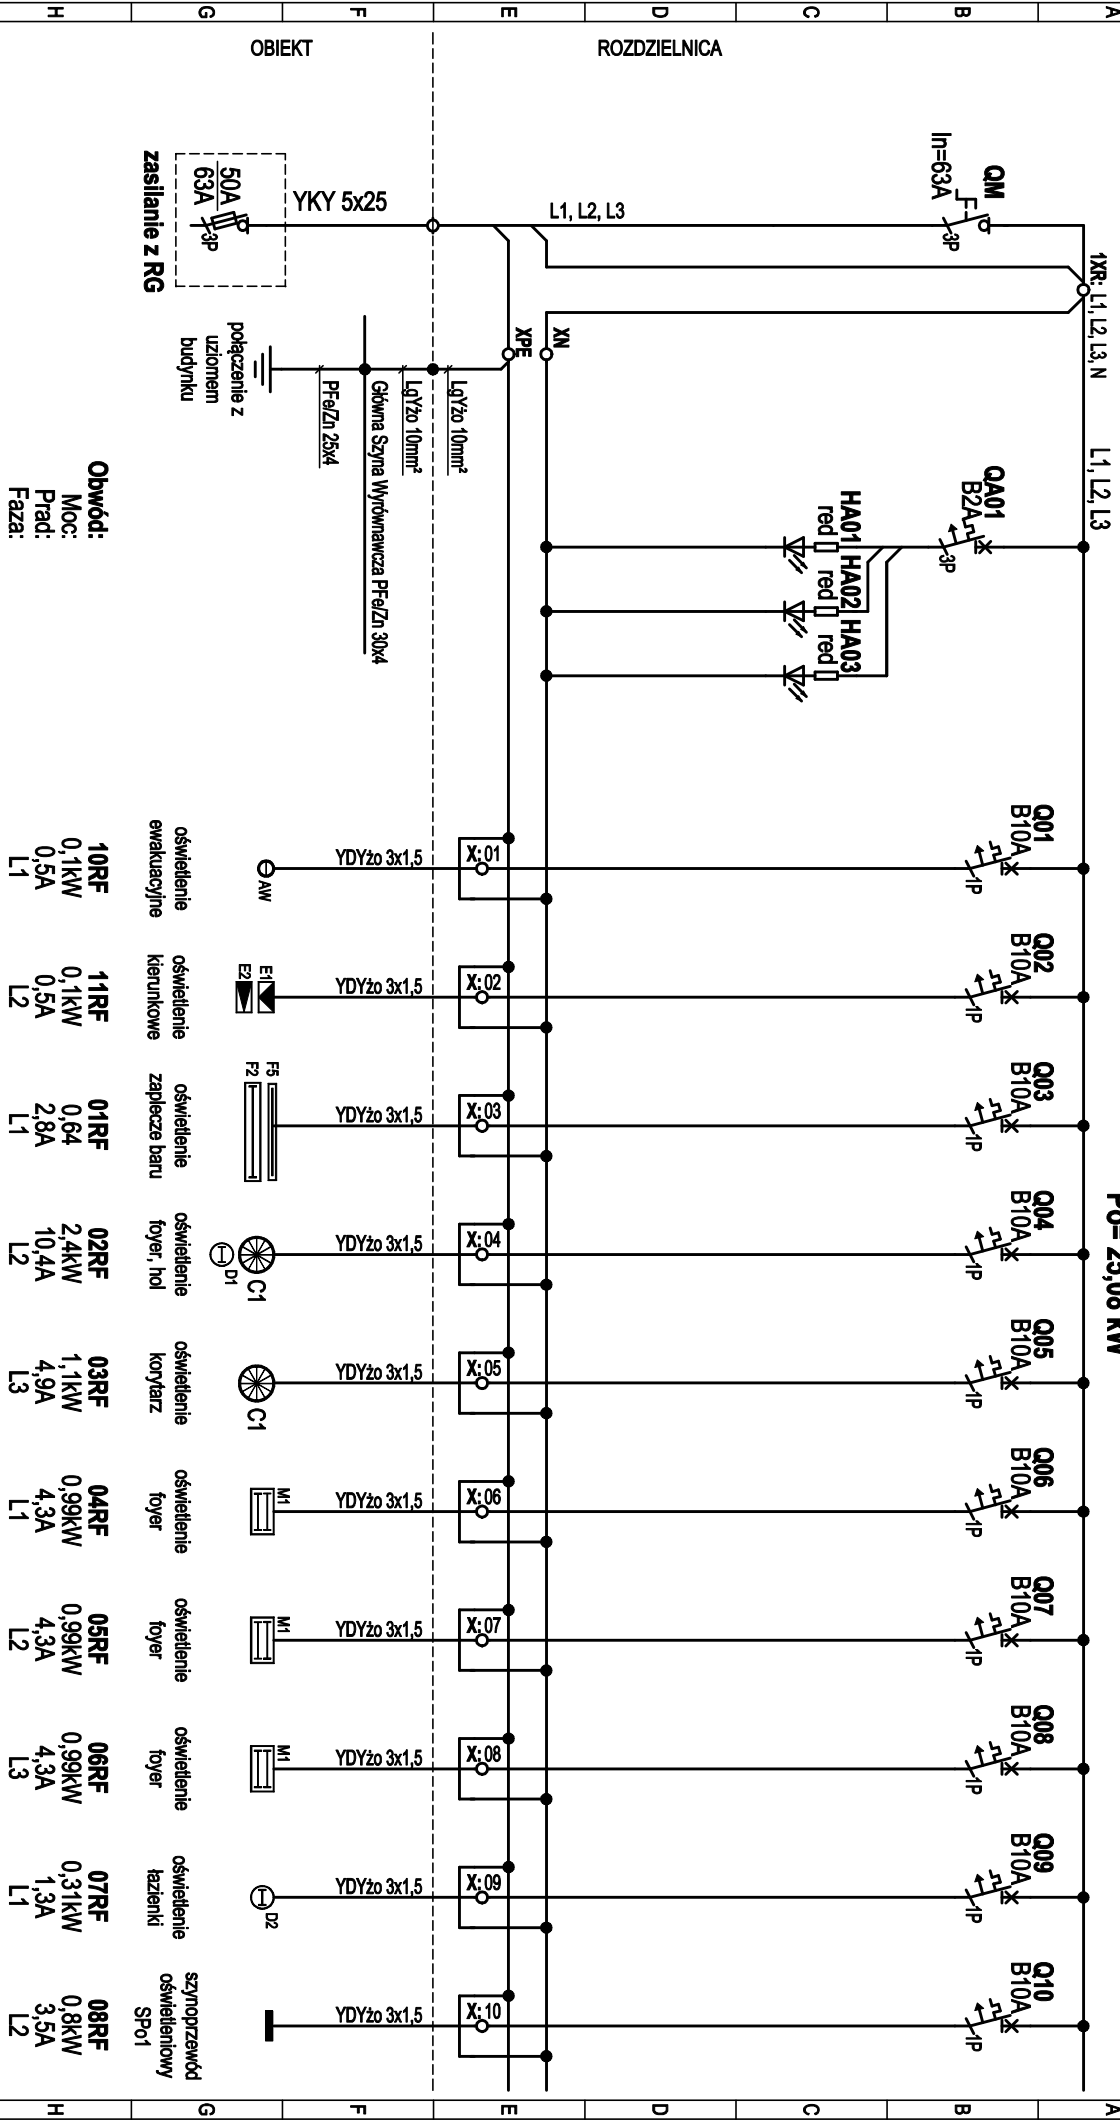 A
B
C
D
E
F
G
H
ROZDZIELNICA
OBIEKT
Po= 25,08 kW
QM
In=63A
3P
1XR: L1, L2, L3, N
L1, L2, L3
L1, L2, L3
YKY 5x25
50A
63A
3P
zasilanie z RG
XN
XPE
LgYżo 10mm²
LgYżo 10mm²
Główna Szyna Wyrównawcza PFe/Zn 30x4
PFe/Zn 25x4
połączenie z
uziomem
budynku
QA01
B2A
3P
HA01
red
HA02
red
HA03
red
Obwód:
Moc:
Prad:
Faza:
Q01
B10A
1P
X:01
YDYżo 3x1,5
AW
oświetlenie
ewakuacyjne
10RF
0,1kW
0,5A
L1
Q02
B10A
1P
X:02
YDYżo 3x1,5
E1
E2
oświetlenie
kierunkowe
11RF
0,1kW
0,5A
L2
Q03
B10A
1P
X:03
YDYżo 3x1,5
F5
F2
oświetlenie
zaplecze baru
01RF
0,64
2,8A
L1
Q04
B10A
1P
X:04
YDYżo 3x1,5
C1
D1
oświetlenie
foyer, hol
02RF
2,4kW
10,4A
L2
Q05
B10A
1P
X:05
YDYżo 3x1,5
C1
oświetlenie
korytarz
03RF
1,1kW
4,9A
L3
Q06
B10A
1P
X:06
YDYżo 3x1,5
M1
oświetlenie
foyer
04RF
0,99kW
4,3A
L1
Q07
B10A
1P
X:07
YDYżo 3x1,5
M1
oświetlenie
foyer
05RF
0,99kW
4,3A
L2
Q08
B10A
1P
X:08
YDYżo 3x1,5
M1
oświetlenie
foyer
06RF
0,99kW
4,3A
L3
Q09
B10A
1P
X:09
YDYżo 3x1,5
D2
oświetlenie
łazienki
07RF
0,31kW
1,3A
L1
Q10
B10A
1P
X:10
YDYżo 3x1,5
szynoprzewód
oświetleniowy
SPo1
08RF
0,8kW
3,5A
L2
A
B
C
D
E
F
G
H